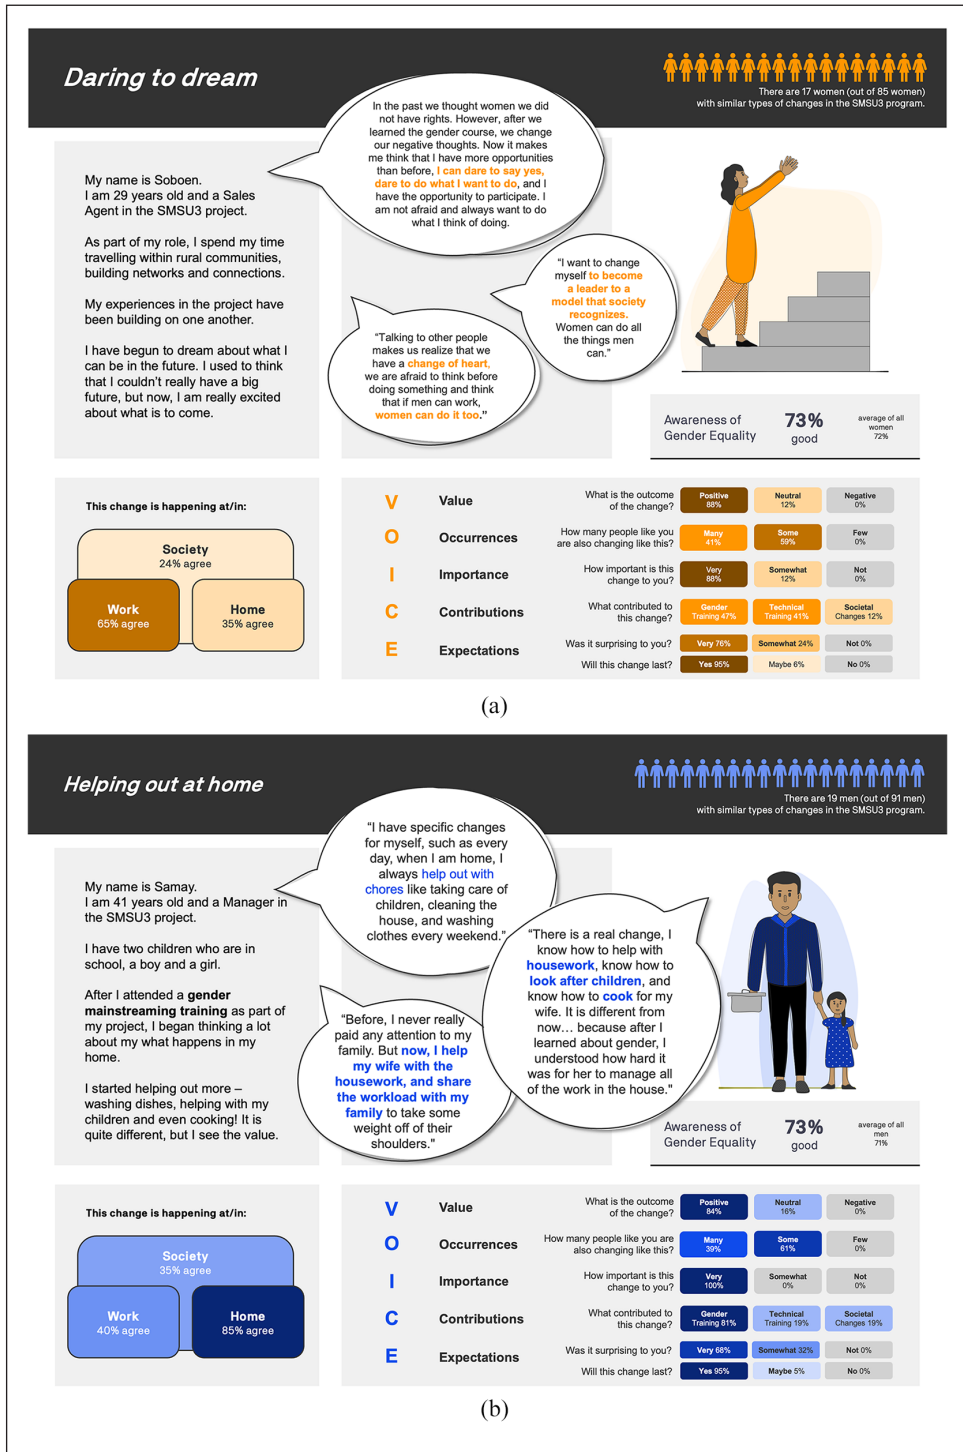 Daring to dream
There are 17 women (out of 85 women)
with similar types of changes in the SMSU3 program.
My name is Soboen.
I am 29 years old and a Sales
Agent in the SMSU3 project.
As part of my role, I spend my time
travelling within rural communities,
building networks and connections.
My experiences in the project have
been building on one another.
I have begun to dream about what I
can be in the future. I used to think
that I couldn't really have a big
future, but now, I am really excited
about what is to come.
In the past we thought women we did
not have rights. However, after we
learned the gender course, we change
our negative thoughts. Now it makes
me think that I have more opportunities
than before, I can dare to say yes,
dare to do what I want to do, and I
have the opportunity to participate. I
am not afraid and always want to do
what I think of doing.
"I want to change
myself to become
a leader to a
model that society
recognizes.
Women can do all
the things men
can."
"Talking to other people
makes us realize that we
have a change of heart,
we are afraid to think before
doing something and think
that if men can work,
women can do it too."
Awareness of
Gender Equality
73%
good
average of all
women
72%
This change is happening at/in:
Society
24% agree
Work
65% agree
Home
35% agree
V Value What is the outcome
of the change?
Positive
88%
Neutral
12%
Negative
0%
O Occurrences How many people like you
are also changing like this?
Many
41%
Some
59%
Few
0%
I Importance How important is this
change to you?
Very
88%
Somewhat
12%
Not
0%
C Contributions What contributed to
this change?
Gender
Training 47%
Technical
Training 41%
Societal
Changes 12%
E Expectations Was it surprising to you?
Very 76%
Somewhat 24%
Not 0%
Will this change last?
Yes 95%
Maybe 6%
No 0%
(a)
Helping out at home
There are 19 men (out of 91 men)
with similar types of changes in the SMSU3 program.
My name is Samay.
I am 41 years old and a Manager in
the SMSU3 project.
I have two children who are in
school, a boy and a girl.
After I attended a gender
mainstreaming training as part of
my project, I began thinking a lot
about my what happens in my
home.
I started helping out more –
washing dishes, helping with my
children and even cooking! It is
quite different, but I see the value.
"I have specific changes
for myself, such as every
day, when I am home, I
always help out with
chores like taking care of
children, cleaning the
house, and washing
clothes every weekend."
"There is a real change, I
know how to help with
housework, know how to
look after children, and
know how to cook for my
wife. It is different from
now… because after I
learned about gender, I
understood how hard it
was for her to manage all
of the work in the house."
"Before, I never really
paid any attention to my
family. But now, I help
my wife with the
housework, and share
the workload with my
family to take some
weight off of their
shoulders."
Awareness of
Gender Equality
73%
good
average of all
men
71%
This change is happening at/in:
Society
35% agree
Work
40% agree
Home
85% agree
V Value What is the outcome
of the change?
Positive
84%
Neutral
16%
Negative
0%
O Occurrences How many people like you are
also changing like this?
Many
39%
Some
61%
Few
0%
I Importance How important is this
change to you?
Very
100%
Somewhat
0%
Not
0%
C Contributions What contributed to
this change?
Gender
Training 81%
Technical
Training 19%
Societal
Changes 19%
E Expectations Was it surprising to you?
Very 68%
Somewhat 32%
Not 0%
Will this change last?
Yes 95%
Maybe 5%
No 0%
(b)